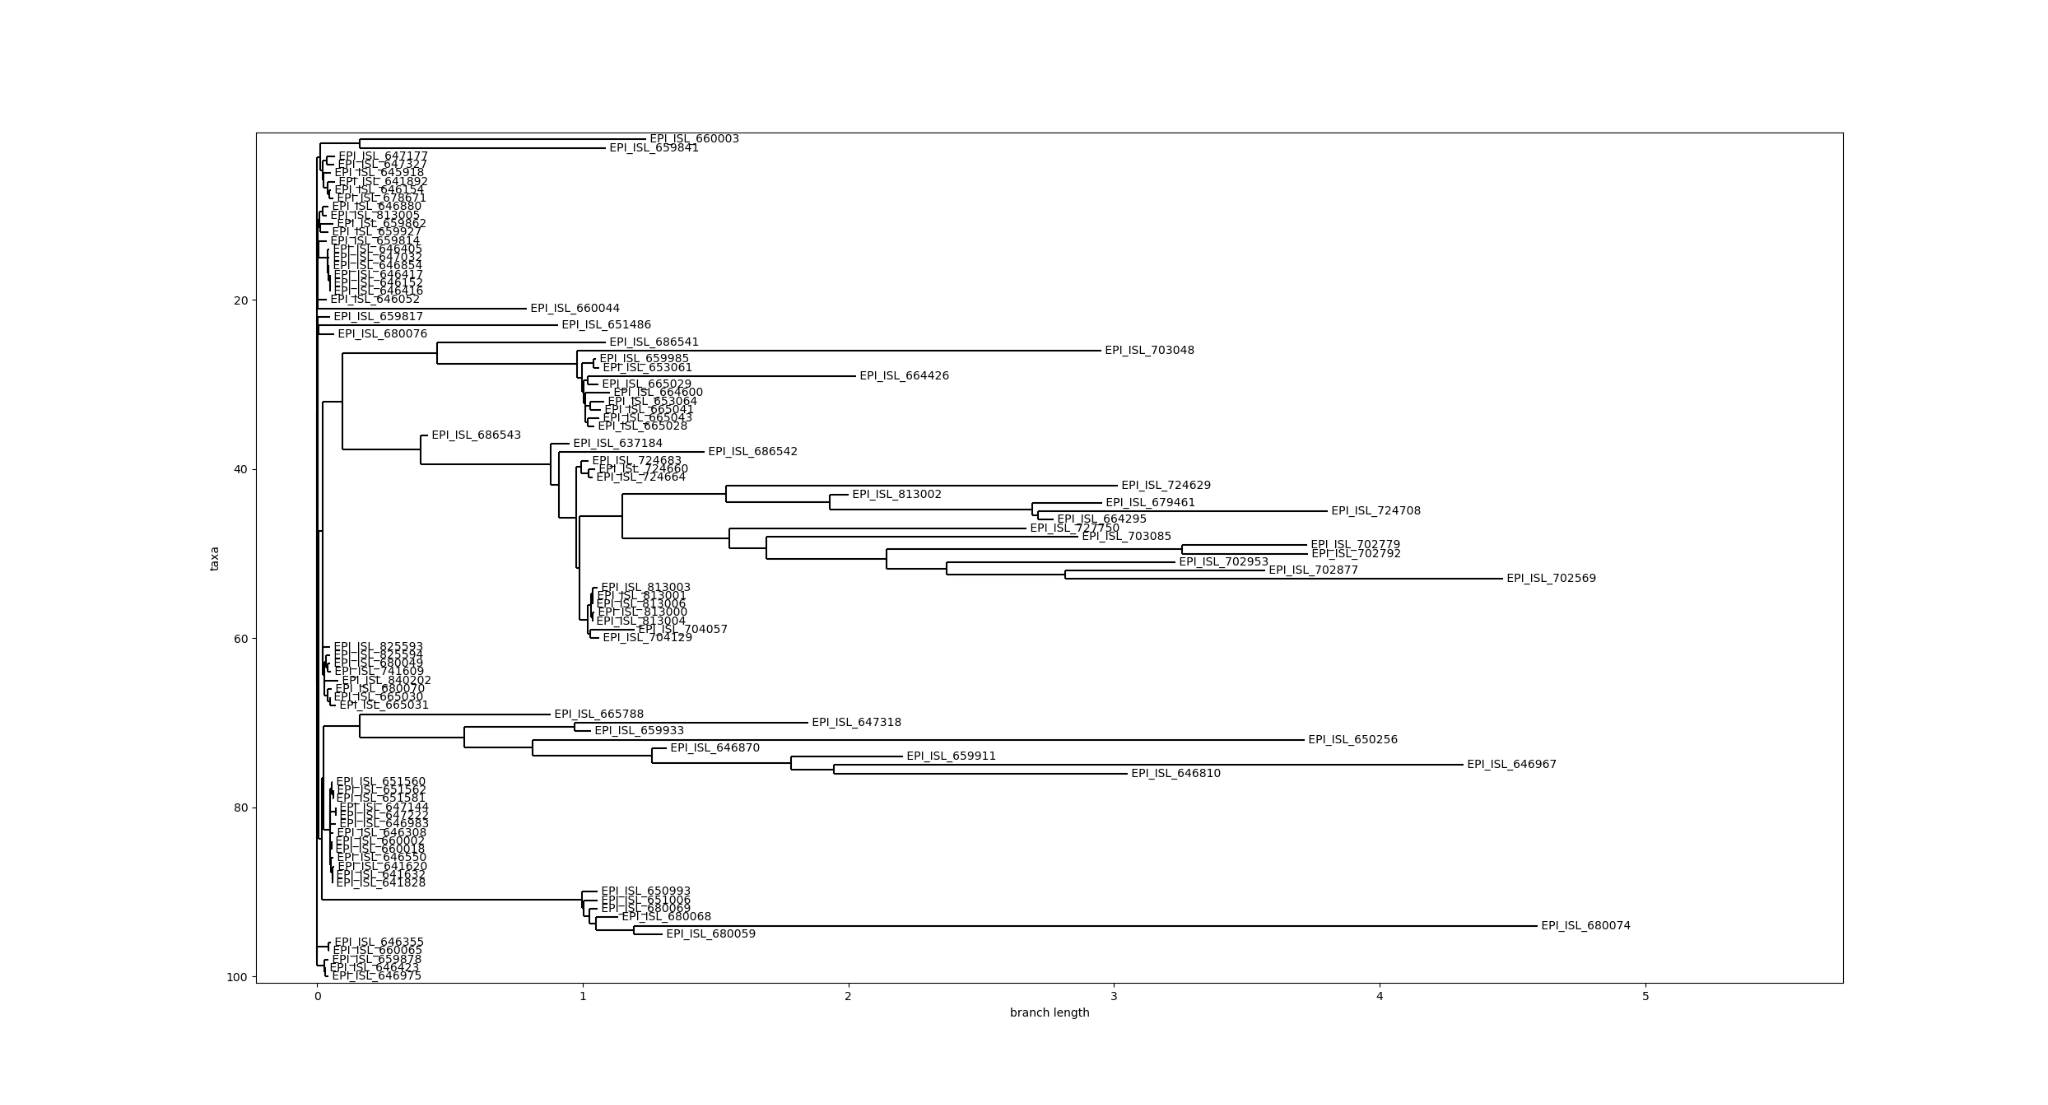 EPI_ISL_660003
EPI_ISL_659841
EPI_ISL_647177
EPI_ISL_647327
EPI_ISL_645918
EPI_ISL_641892
EPI_ISL_646154
EPI_ISL_678671
EPI_ISL_646880
EPI_ISL_813005
EPI_ISL_659862
EPI_ISL_659927
EPI_ISL_659814
EPI_ISL_646405
EPI_ISL_647032
EPI_ISL_646854
EPI_ISL_646417
EPI_ISL_646152
EPI_ISL_646416
EPI_ISL_646052
20
EPI_ISL_660044
EPI_ISL_659817
EPI_ISL_651486
EPI_ISL_680076
EPI_ISL_686541
EPI_ISL_703048
EPI_ISL_659985
EPI_ISL_653061
EPI_ISL_664426
EPI_ISL_665029
EPI_ISL_664600
EPI_ISL_653064
EPI_ISL_665041
EPI_ISL_665043
EPI_ISL_665028
EPI_ISL_686543
EPI_ISL_637184
EPI_ISL_686542
EPI_ISL_724683
40
EPI_ISL_724660
EPI_ISL_724664
EPI_ISL_724629
EPI_ISL_813002
EPI_ISL_679461
EPI_ISL_724708
EPI_ISL_664295
EPI_ISL_727750
EPI_ISL_703085
EPI_ISL_702779
EPI_ISL_702792
EPI_ISL_702953
EPI_ISL_702877
EPI_ISL_702569
taxa
EPI_ISL_813003
EPI_ISL_813001
EPI_ISL_813006
EPI_ISL_813000
EPI_ISL_813004
EPI_ISL_704057
EPI_ISL_704129
60
EPI_ISL_825593
EPI_ISL_825594
EPI_ISL_680049
EPI_ISL_741609
EPI_ISL_840202
EPI_ISL_680070
EPI_ISL_665030
EPI_ISL_665031
EPI_ISL_665788
EPI_ISL_647318
EPI_ISL_659933
EPI_ISL_650256
EPI_ISL_646870
EPI_ISL_659911
EPI_ISL_646967
EPI_ISL_646810
EPI_ISL_651560
EPI_ISL_651562
EPI_ISL_651581
80
EPI_ISL_647144
EPI_ISL_647222
EPI_ISL_646983
EPI_ISL_646308
EPI_ISL_660002
EPI_ISL_660018
EPI_ISL_646550
EPI_ISL_641620
EPI_ISL_641632
EPI_ISL_641828
EPI_ISL_650993
EPI_ISL_651006
EPI_ISL_680069
EPI_ISL_680068
EPI_ISL_680074
EPI_ISL_680059
EPI_ISL_646355
EPI_ISL_660065
EPI_ISL_659878
EPI_ISL_646423
EPI_ISL_646975
100
0 1 2 3 4 5
branch length